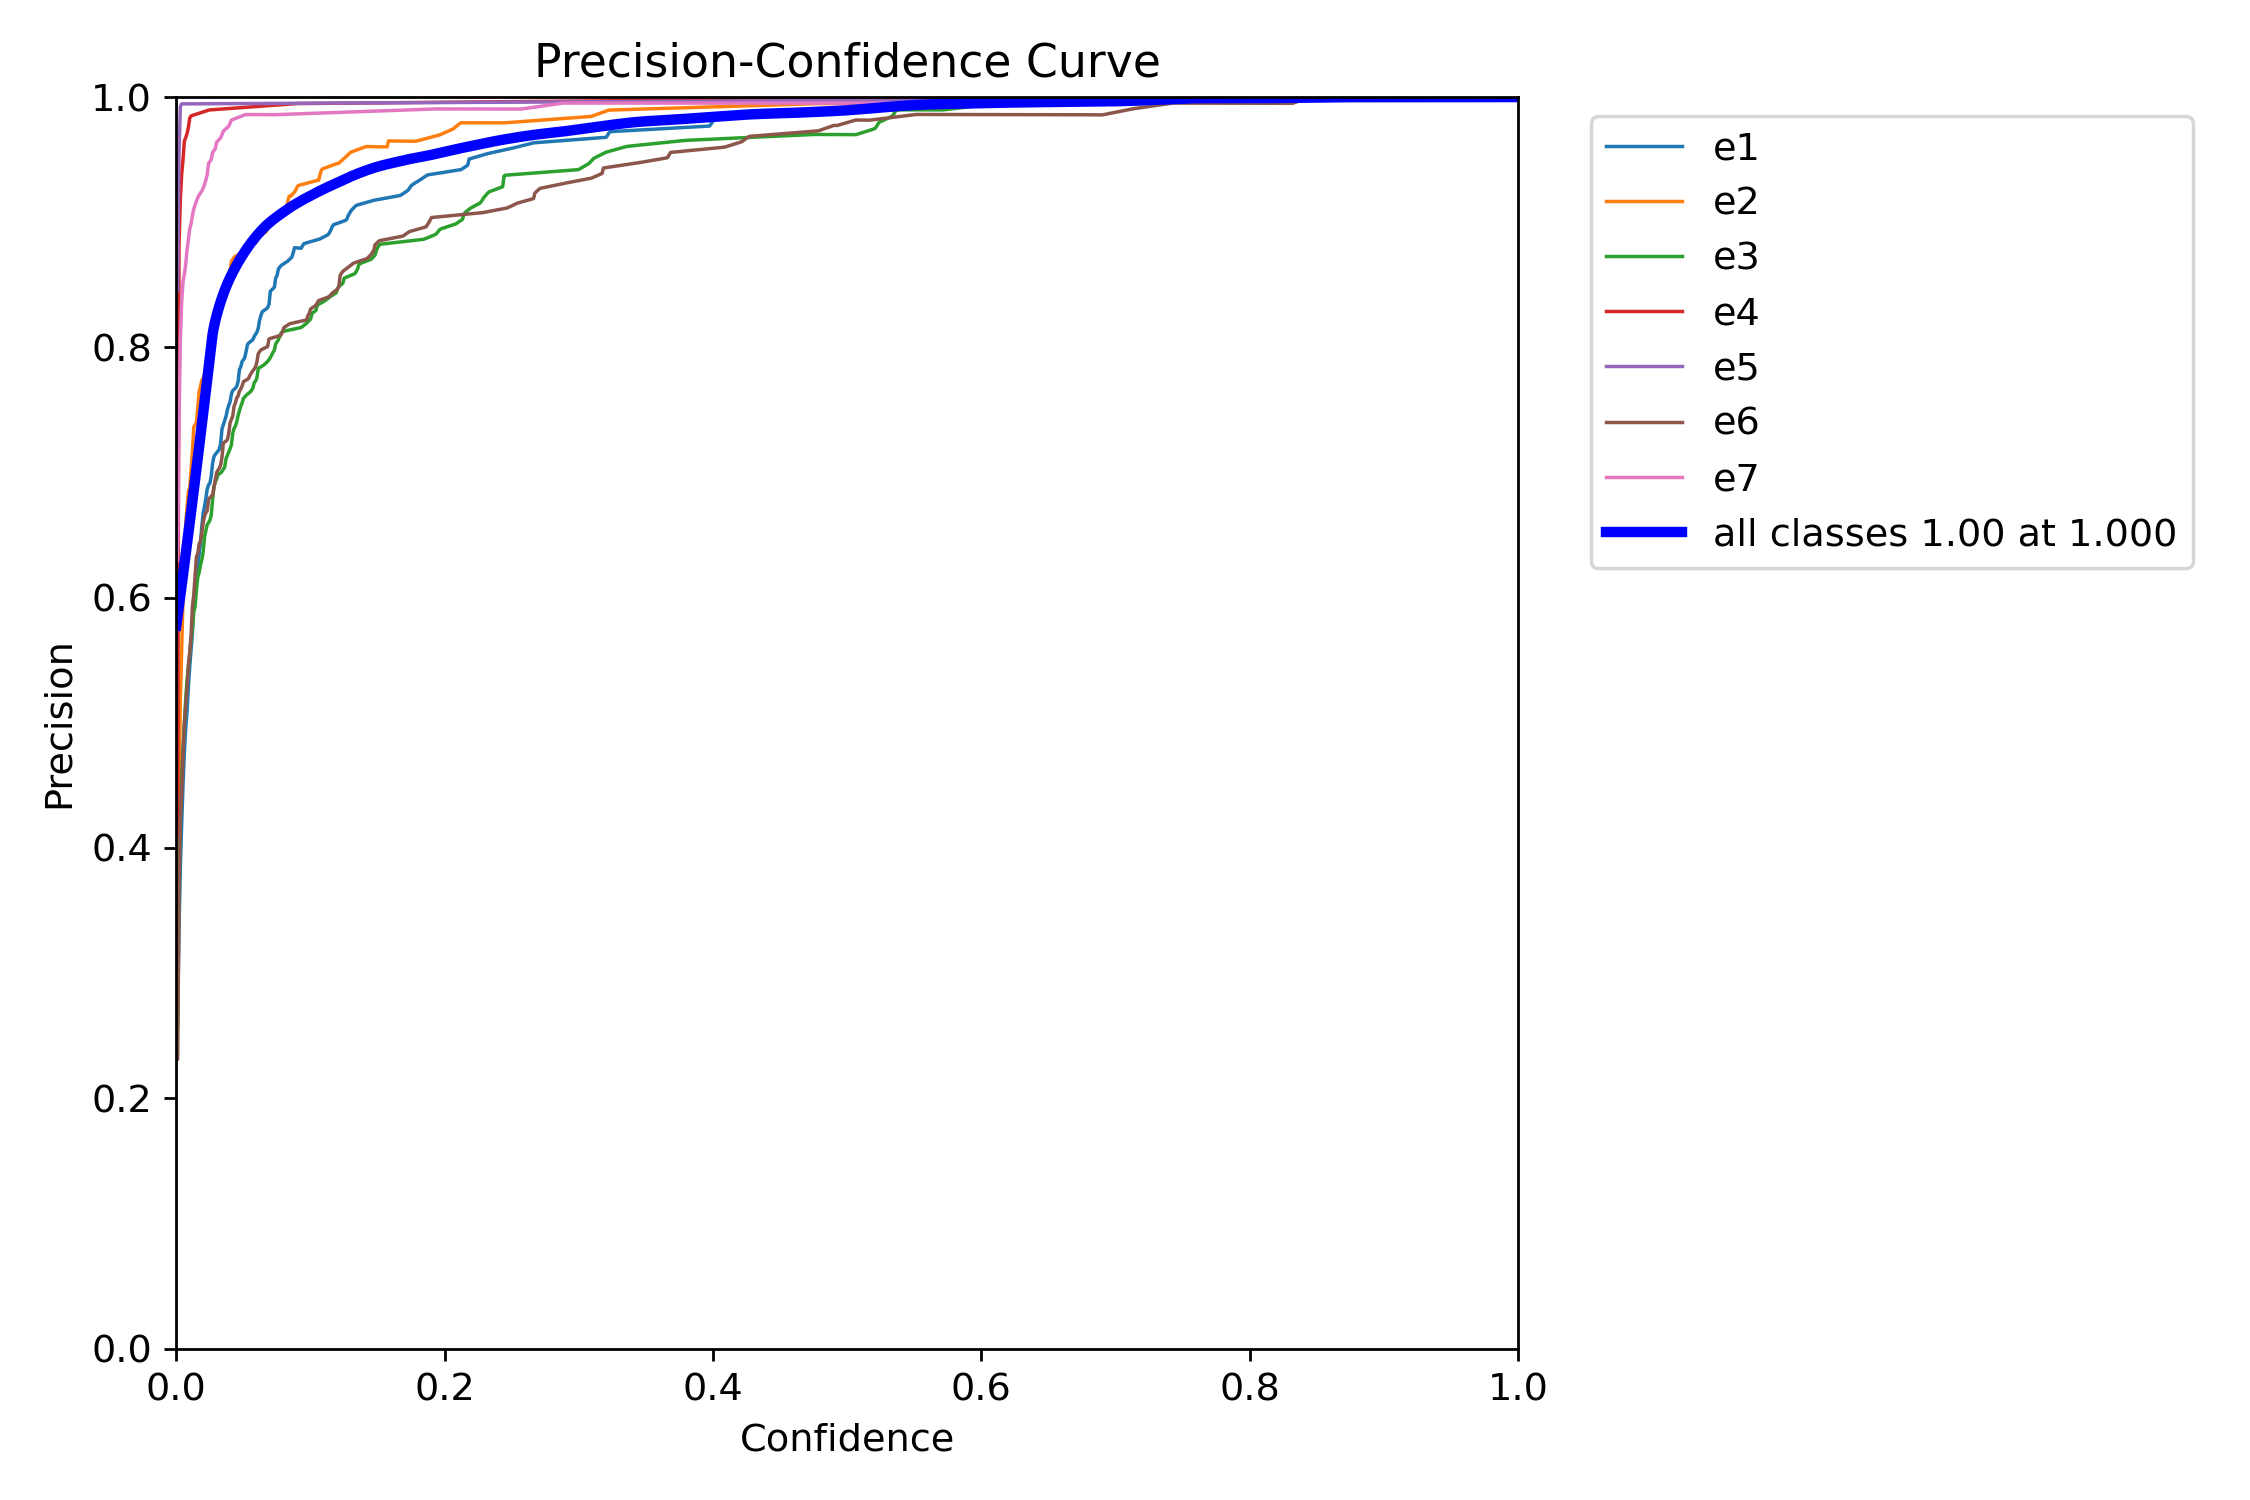 Precision-Confidence Curve
1.0
0.8
0.6
0.4
0.2
0.0
Precision
0.0 0.2 0.4 0.6 0.8 1.0
Confidence
e1
e2
e3
e4
e5
e6
e7
all classes 1.00 at 1.000